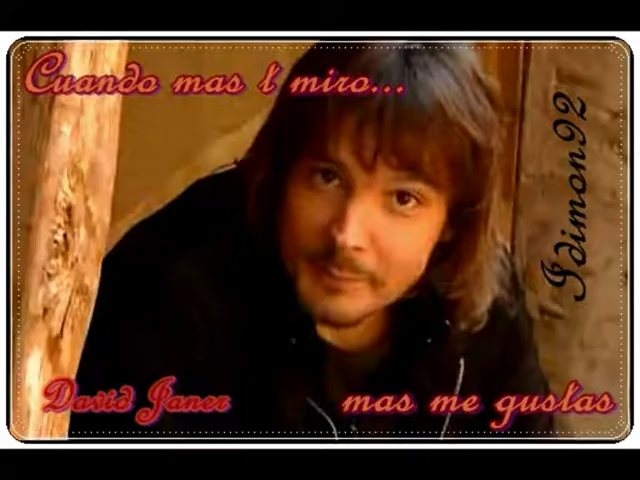 Cuando mas t miro...
Idimon92
David Janer
mas me gustas